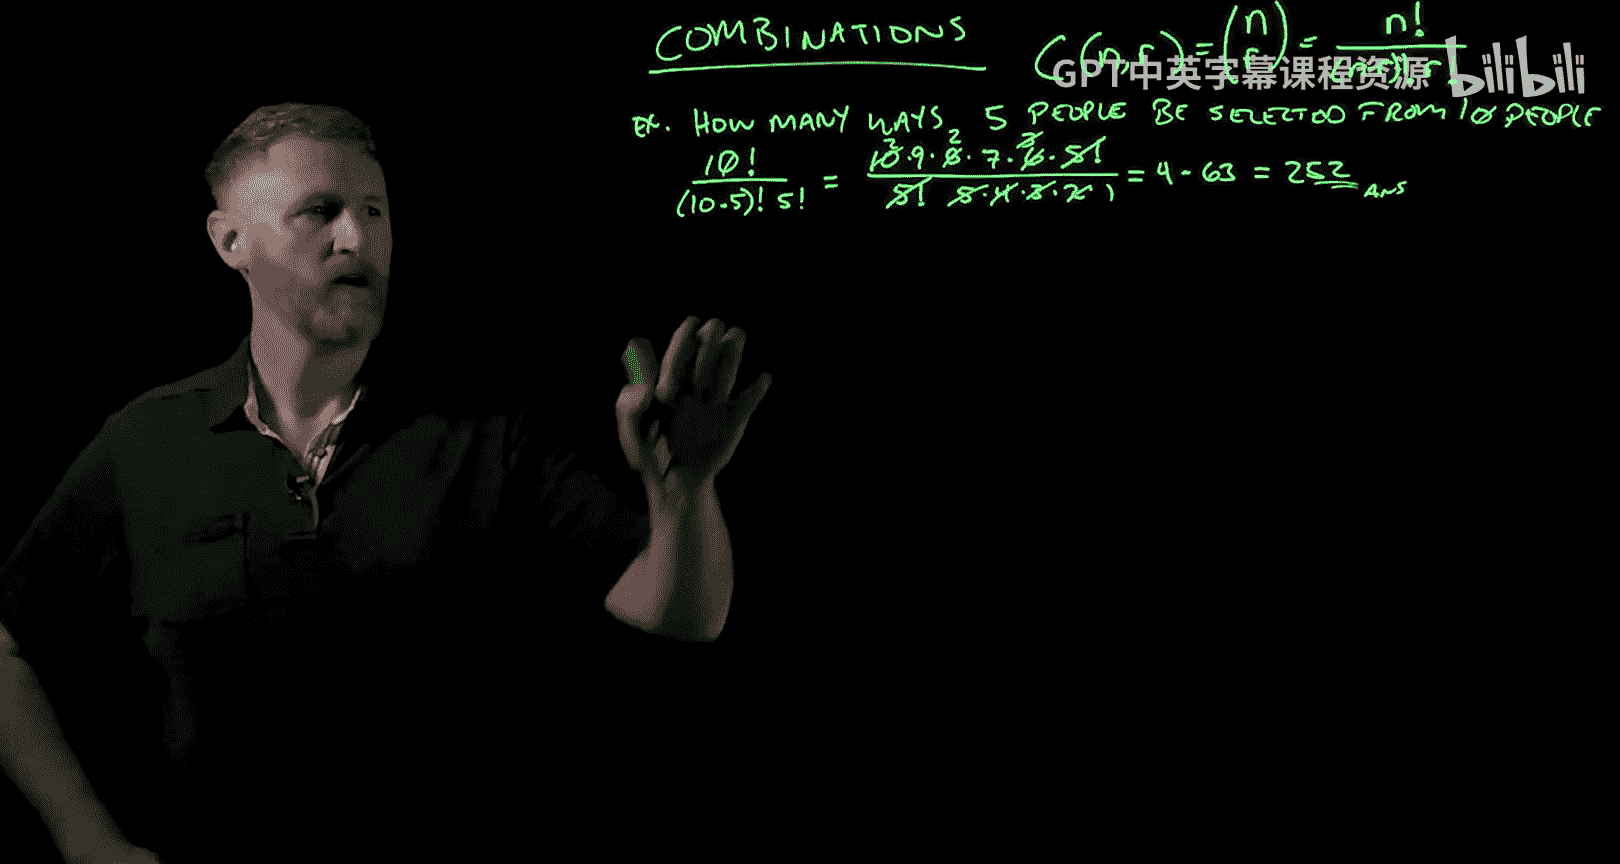 COMBINATIONS
C(n,r) = (n r) = n! / (n-r)! r!
GPT中英字幕课程资源 bilibili
EX. HOW MANY WAYS, 5 PEOPLE BE SELECTED FROM 10 PEOPLE
10! / (10-5)! 5! = 10·9·8·7·6·5! / 5! 5·4·3·2·1 = 4·63 = 252 ANS